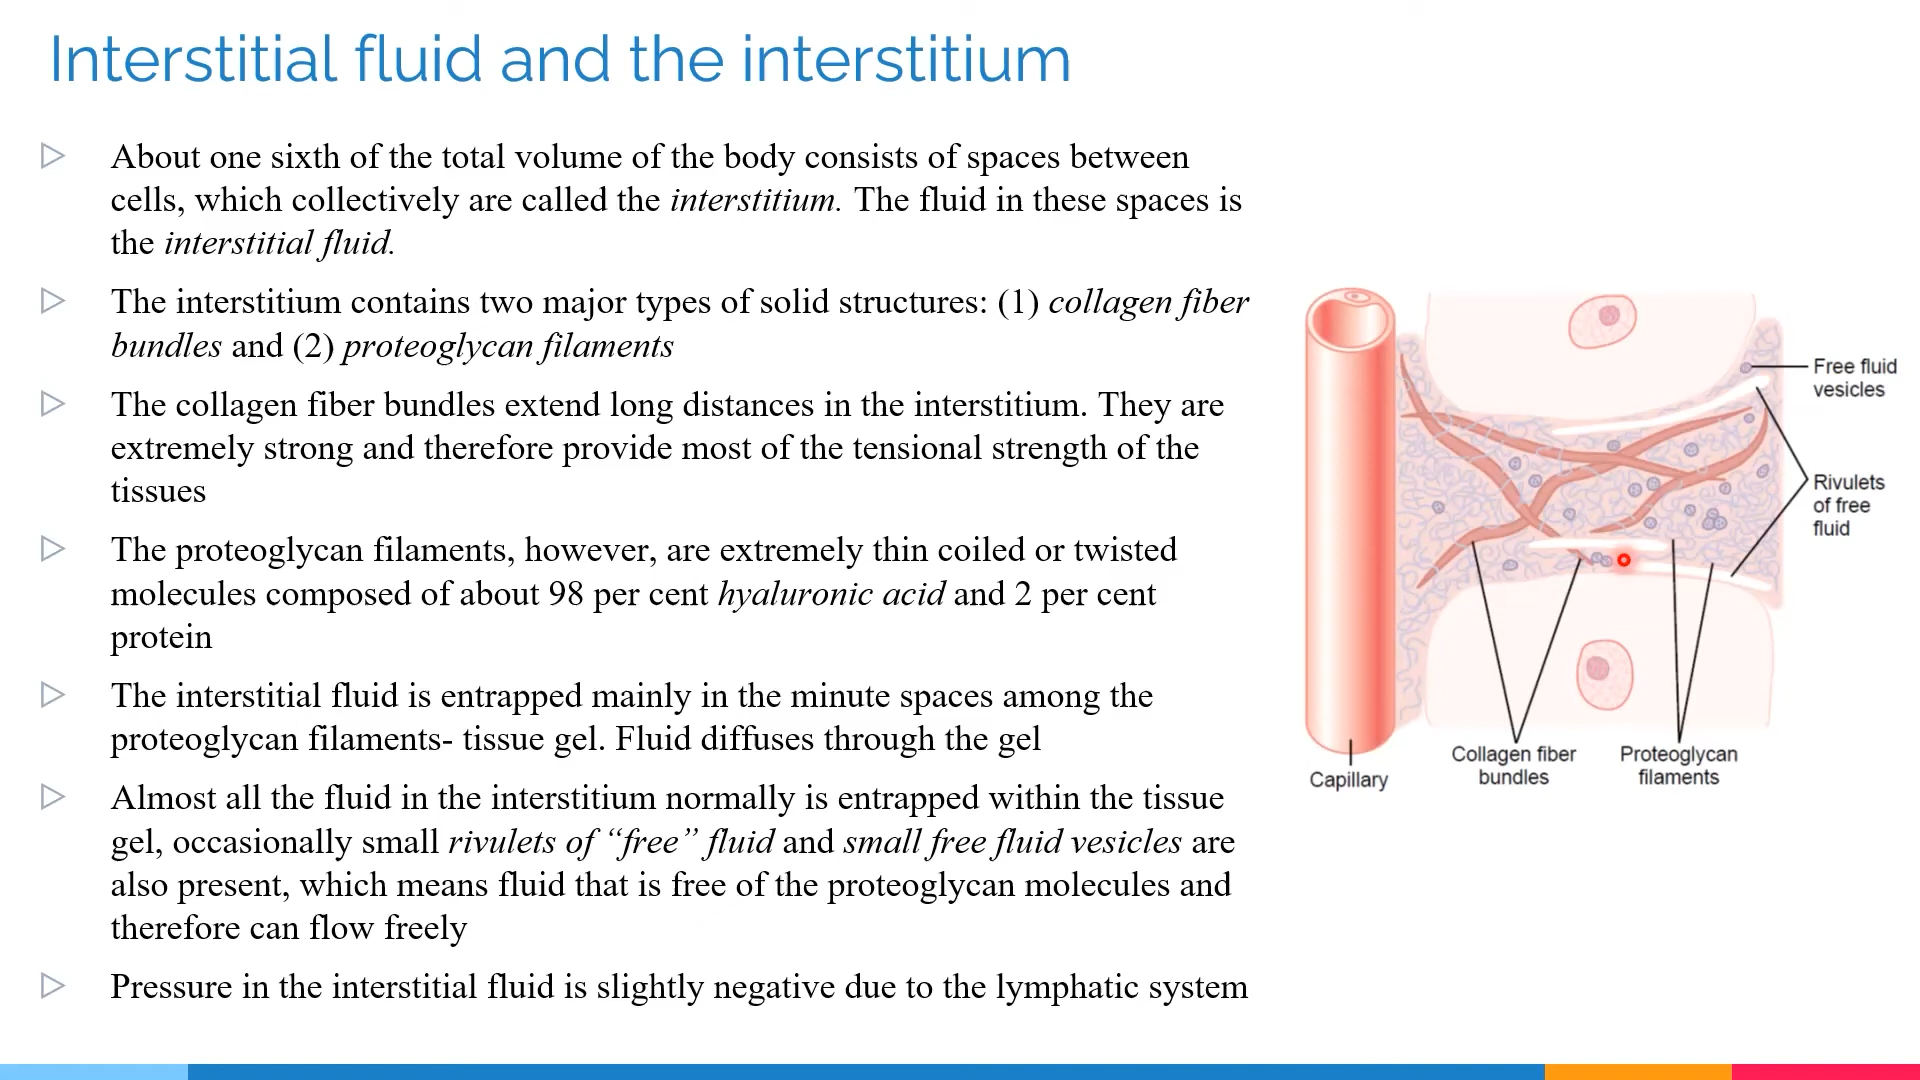 Interstitial fluid and the interstitium
About one sixth of the total volume of the body consists of spaces between
cells, which collectively are called the interstitium. The fluid in these spaces is
the interstitial fluid.
The interstitium contains two major types of solid structures: (1) collagen fiber
bundles and (2) proteoglycan filaments
The collagen fiber bundles extend long distances in the interstitium. They are
extremely strong and therefore provide most of the tensional strength of the
tissues
The proteoglycan filaments, however, are extremely thin coiled or twisted
molecules composed of about 98 per cent hyaluronic acid and 2 per cent
protein
The interstitial fluid is entrapped mainly in the minute spaces among the
proteoglycan filaments- tissue gel. Fluid diffuses through the gel
Almost all the fluid in the interstitium normally is entrapped within the tissue
gel, occasionally small rivulets of “free” fluid and small free fluid vesicles are
also present, which means fluid that is free of the proteoglycan molecules and
therefore can flow freely
Pressure in the interstitial fluid is slightly negative due to the lymphatic system
Free fluid
vesicles
Rivulets
of free
fluid
Collagen fiber
bundles
Proteoglycan
filaments
Capillary